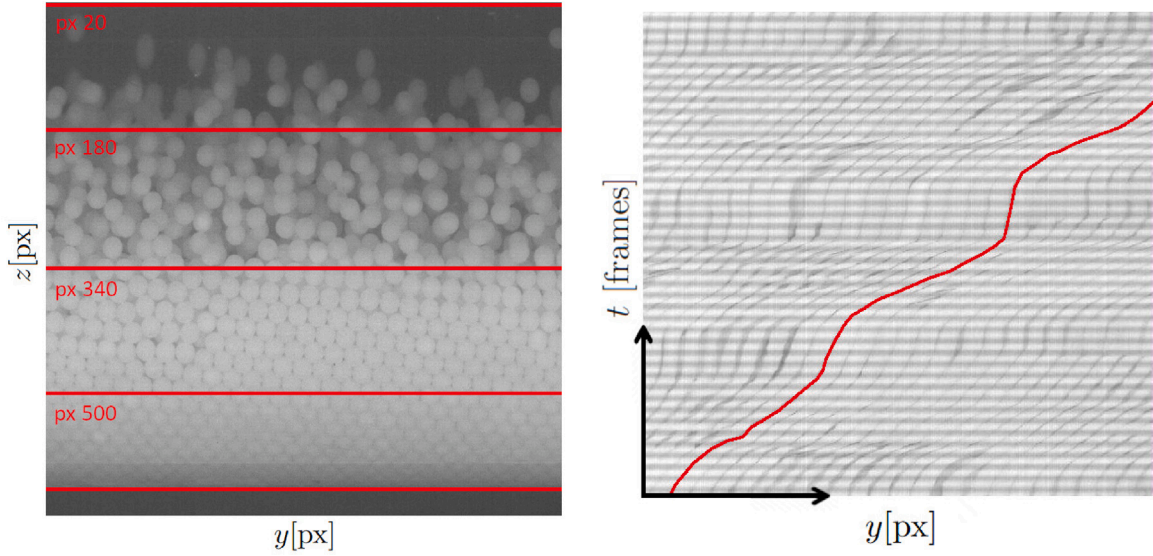 px 20
px 180
px 340
px 500
z[px]
y[px]
t [frames]
y[px]